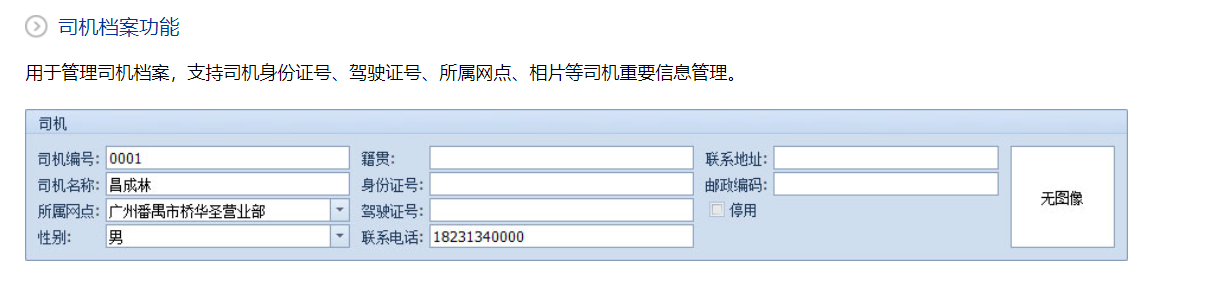 司机档案功能
用于管理司机档案，支持司机身份证号、驾驶证号、所属网点、相片等司机重要信息管理。
司机
司机编号: 0001 籍贯: 联系地址:
司机名称: 昌成林 身份证号: 邮政编码:
无图像
所属网点: 广州番禺市桥华圣营业部 驾驶证号: 停用
性别: 男 联系电话: 18231340000